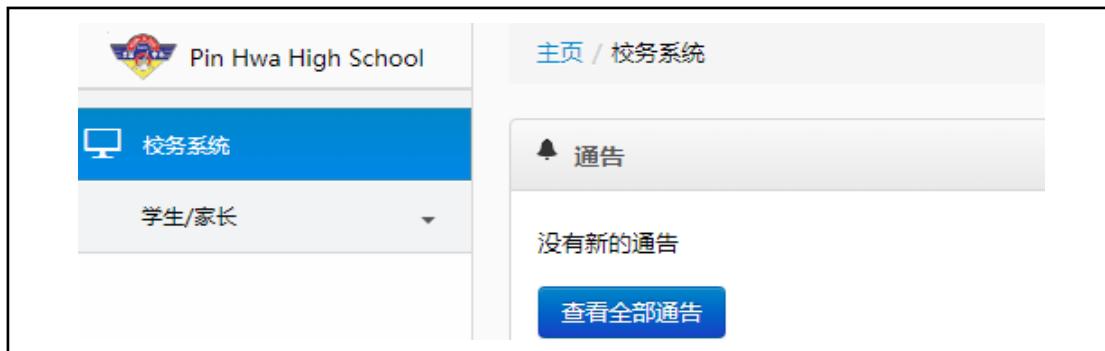 Pin Hwa High School
主页 / 校务系统
校务系统
学生/家长
通告
没有新的通告
查看全部通告